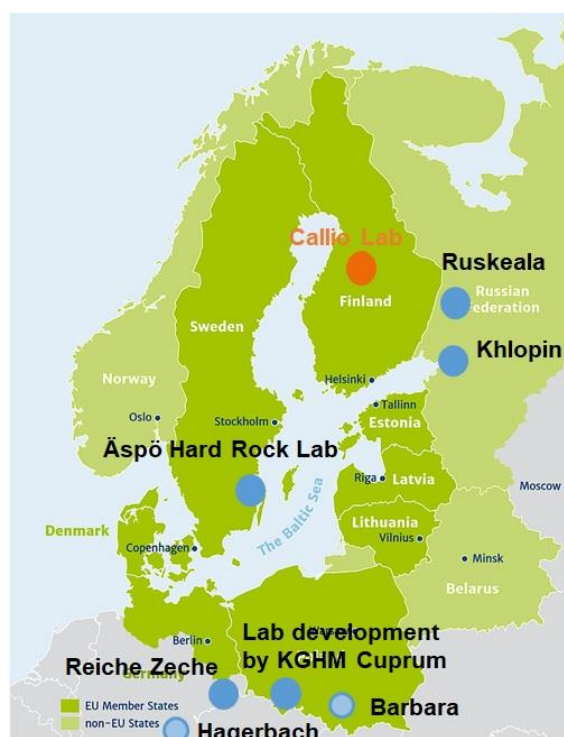 Callio Lab
Ruskeala
Russian
Federation
Finland
Sweden
Khlopin
Norway
Helsinki
Oslo
Stockholm
Tallinn
Estonia
Äspö Hard Rock Lab
Riga
Latvia
Moscow
The Baltic Sea
Lithuania
Denmark
Vilnius
Copenhagen
Minsk
Belarus
Berlin
Lab development
by KGHM Cuprum
Reiche Zeche
Germany
EU Member States
Barbara
non-EU States
Hagerbach